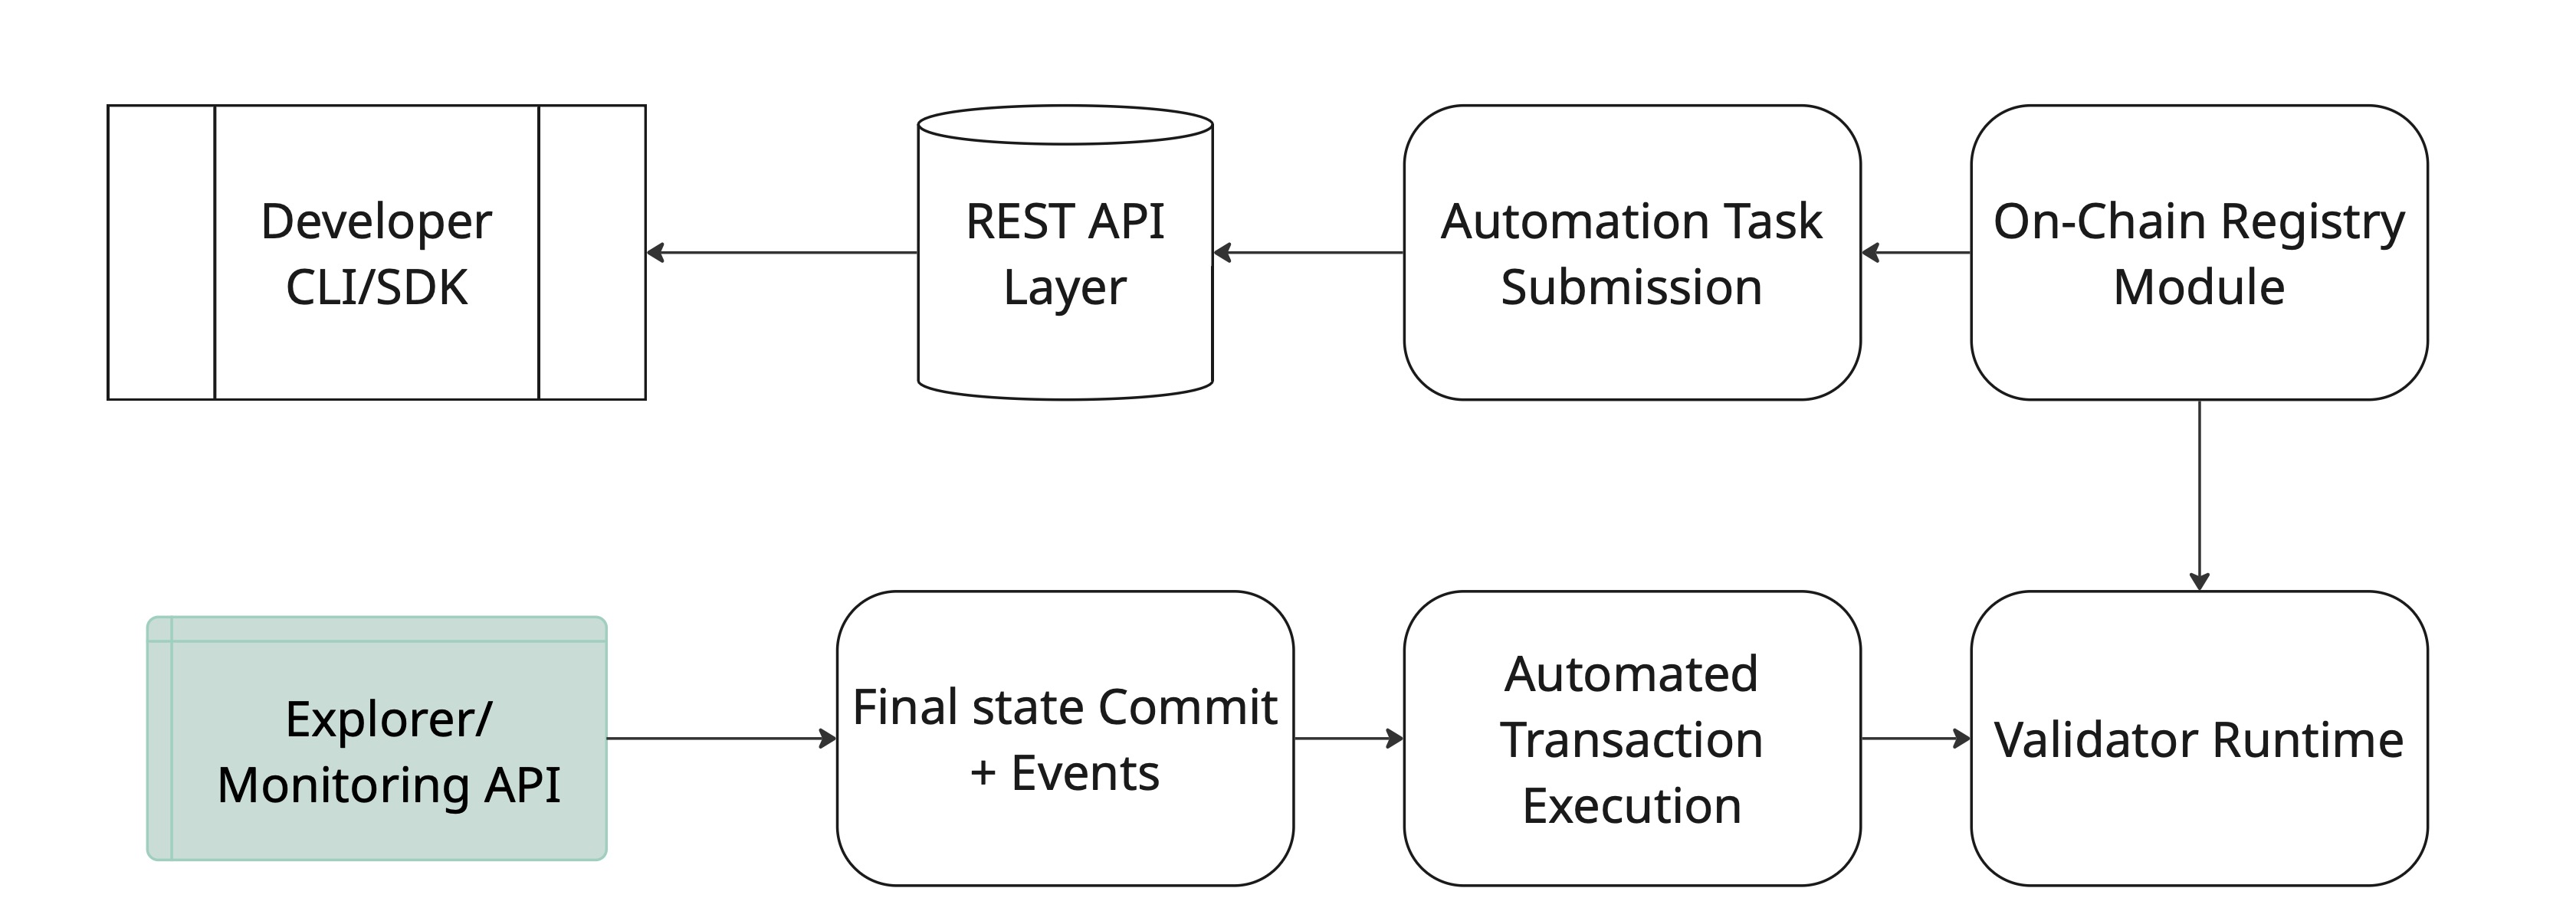 Developer
CLI/SDK
REST API
Layer
Automation Task
Submission
On-Chain Registry
Module
Explorer/
Monitoring API
Final state Commit
+ Events
Automated
Transaction
Execution
Validator Runtime